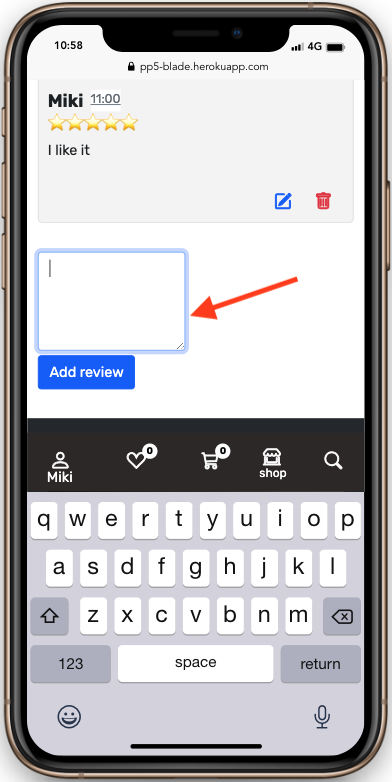 10:58 4G
pp5-blade.herokuapp.com
Miki 11:00
I like it
Add review
0 0
Miki shop
q w e r t y u i o p
a s d f g h j k l
z x c v b n m
123 space return